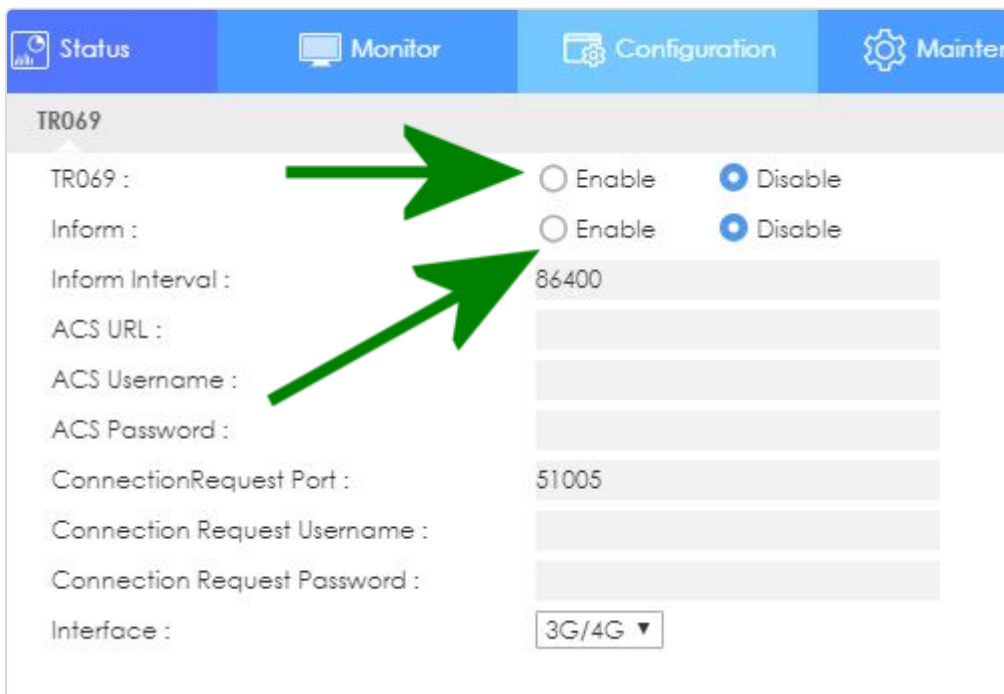 Status Monitor Configuration Mainten
TR069
TR069 : Enable Disable
Inform : Enable Disable
Inform Interval : 86400
ACS URL :
ACS Username :
ACS Password :
ConnectionRequest Port : 51005
Connection Request Username :
Connection Request Password :
Interface : 3G/4G